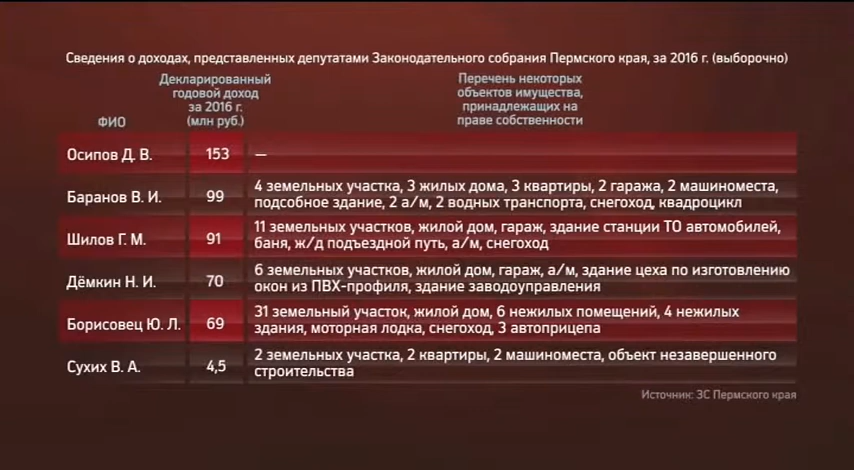 Сведения о доходах, представленных депутатами Законодательного собрания Пермского края, за 2016 г. (выборочно)
ФИО
Декларированный
годовой доход
за 2016 г.
(млн руб.)
Перечень некоторых
объектов имущества,
принадлежащих на
праве собственности
Осипов Д. В.
153
—
Баранов В. И.
99
4 земельных участка, 3 жилых дома, 3 квартиры, 2 гаража, 2 машиноместа,
подсобное здание, 2 а/м, 2 водных транспорта, снегоход, квадроцикл
Шилов Г. М.
91
11 земельных участков, жилой дом, гараж, здание станции ТО автомобилей,
баня, ж/д подъездной путь, а/м, снегоход
Дёмкин Н. И.
70
6 земельных участков, жилой дом, гараж, а/м, здание цеха по изготовлению
окон из ПВХ-профиля, здание заводоуправления
Борисовец Ю. Л.
69
31 земельный участок, жилой дом, 6 нежилых помещений, 4 нежилых
здания, моторная лодка, снегоход, 3 автоприцепа
Сухих В. А.
4,5
2 земельных участка, 2 квартиры, 2 машиноместа, объект незавершенного
строительства
Источник: ЗС Пермского края